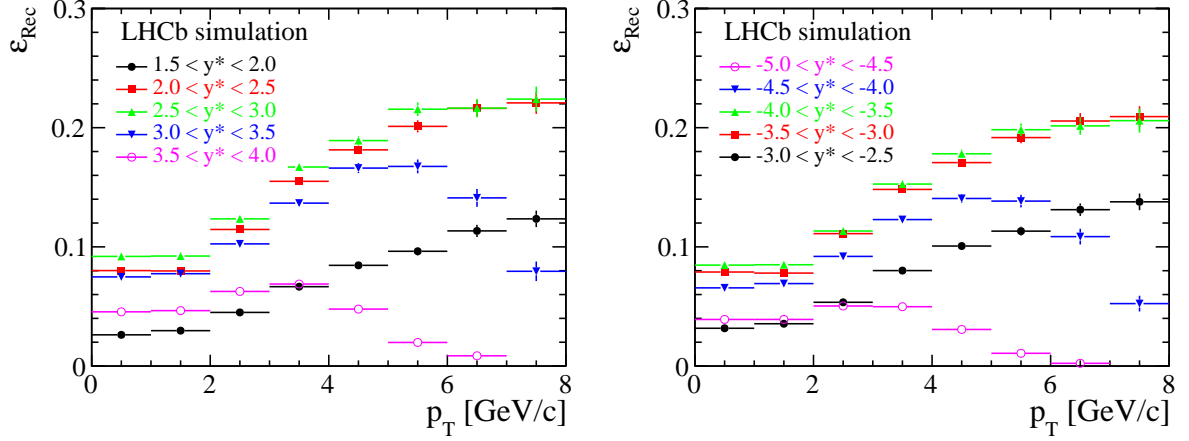 0.3
0.2
0.1
0
ε_Rec
LHCb simulation
1.5 < y* < 2.0
2.0 < y* < 2.5
2.5 < y* < 3.0
3.0 < y* < 3.5
3.5 < y* < 4.0
0 2 4 6 8
p_T [GeV/c]
0.3
0.2
0.1
0
ε_Rec
LHCb simulation
-5.0 < y* < -4.5
-4.5 < y* < -4.0
-4.0 < y* < -3.5
-3.5 < y* < -3.0
-3.0 < y* < -2.5
0 2 4 6 8
p_T [GeV/c]